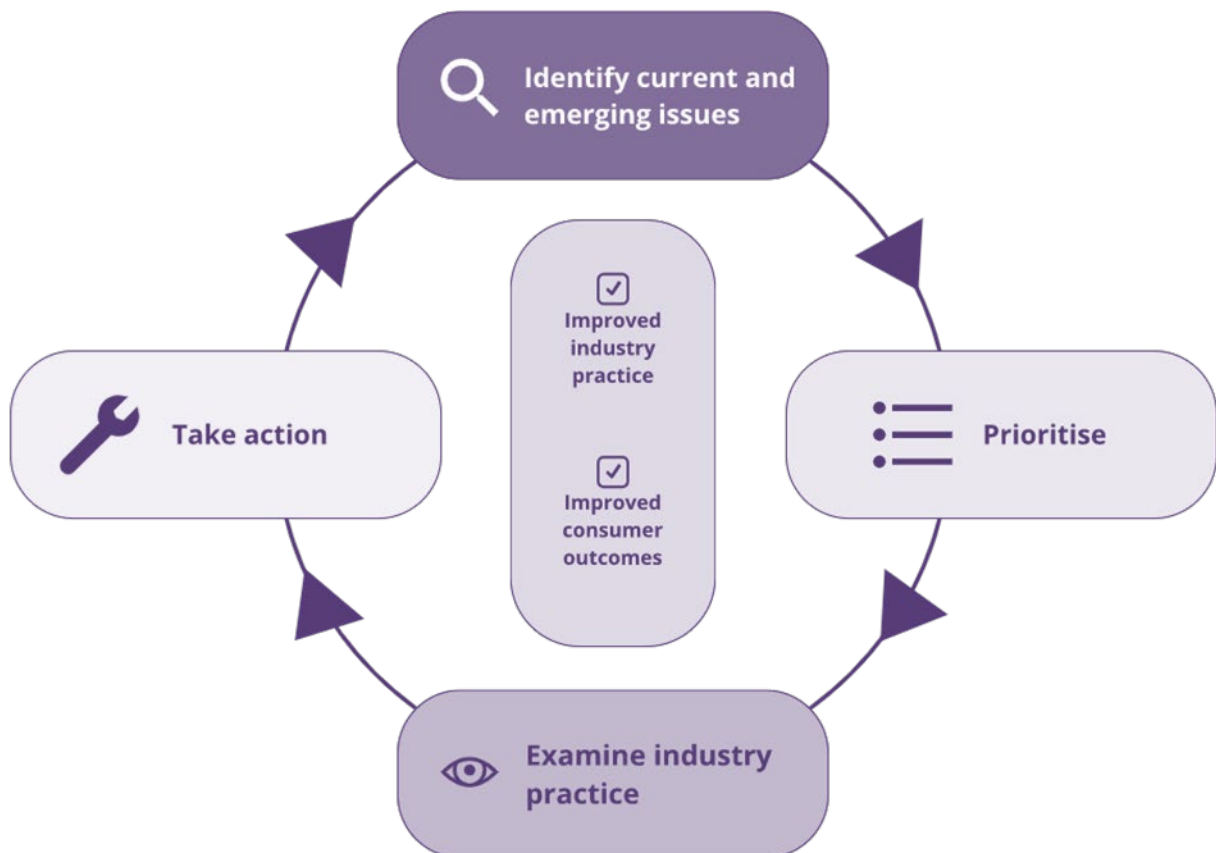 Identify current and
emerging issues
Improved
industry
practice
Take action
Prioritise
Improved
consumer
outcomes
Examine industry
practice